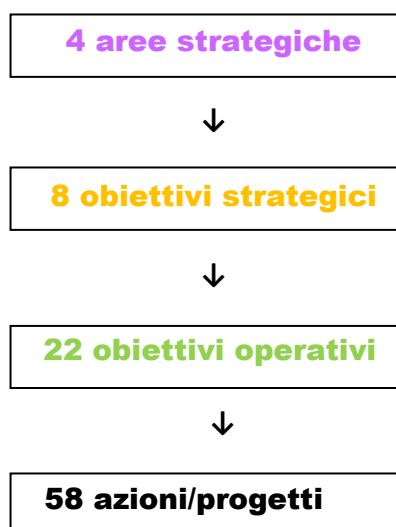 4 aree strategiche
↓
8 obiettivi strategici
↓
22 obiettivi operativi
↓
58 azioni/progetti